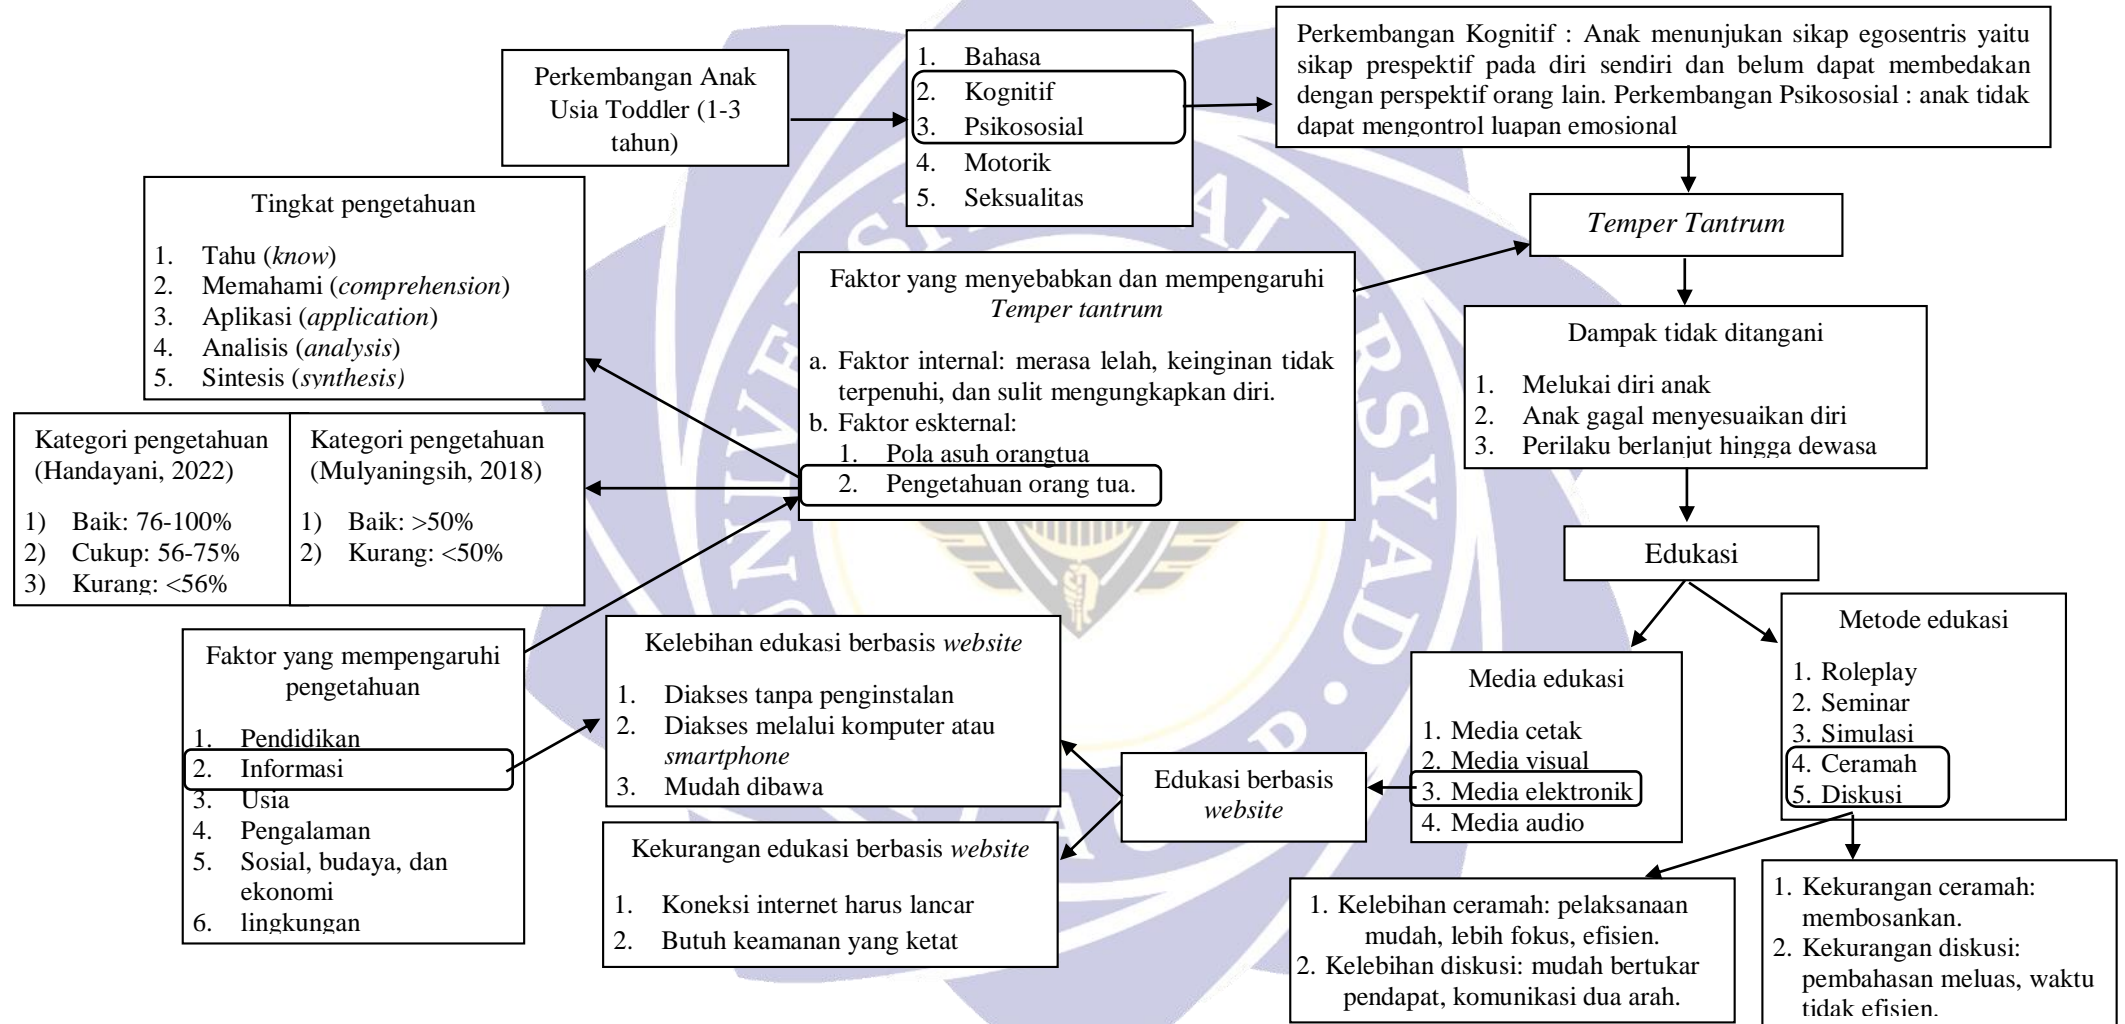 Perkembangan Anak
Usia Toddler (1-3
tahun)
1. Bahasa
2. Kognitif
3. Psikososial
4. Motorik
5. Seksualitas
Perkembangan Kognitif : Anak menunjukan sikap egosentris yaitu
sikap prespektif pada diri sendiri dan belum dapat membedakan
dengan perspektif orang lain. Perkembangan Psikososial : anak tidak
dapat mengontrol luapan emosional
Temper Tantrum
Tingkat pengetahuan
1. Tahu (know)
2. Memahami (comprehension)
3. Aplikasi (application)
4. Analisis (analysis)
5. Sintesis (synthesis)
Faktor yang menyebabkan dan mempengaruhi
Temper tantrum
a. Faktor internal: merasa lelah, keinginan tidak
terpenuhi, dan sulit mengungkapkan diri.
b. Faktor eskternal:
1. Pola asuh orangtua
2. Pengetahuan orang tua.
Dampak tidak ditangani
1. Melukai diri anak
2. Anak gagal menyesuaikan diri
3. Perilaku berlanjut hingga dewasa
Kategori pengetahuan
(Handayani, 2022)
1) Baik: 76-100%
2) Cukup: 56-75%
3) Kurang: <56%
Kategori pengetahuan
(Mulyaningsih, 2018)
1) Baik: >50%
2) Kurang: <50%
Edukasi
Faktor yang mempengaruhi
pengetahuan
1. Pendidikan
2. Informasi
3. Usia
4. Pengalaman
5. Sosial, budaya, dan
ekonomi
6. lingkungan
Kelebihan edukasi berbasis website
1. Diakses tanpa penginstalan
2. Diakses melalui komputer atau
smartphone
3. Mudah dibawa
Kekurangan edukasi berbasis website
1. Koneksi internet harus lancar
2. Butuh keamanan yang ketat
Edukasi berbasis
website
Media edukasi
1. Media cetak
2. Media visual
3. Media elektronik
4. Media audio
Metode edukasi
1. Roleplay
2. Seminar
3. Simulasi
4. Ceramah
5. Diskusi
1. Kelebihan ceramah: pelaksanaan
mudah, lebih fokus, efisien.
2. Kelebihan diskusi: mudah bertukar
pendapat, komunikasi dua arah.
1. Kekurangan ceramah:
membosankan.
2. Kekurangan diskusi:
pembahasan meluas, waktu
tidak efisien.